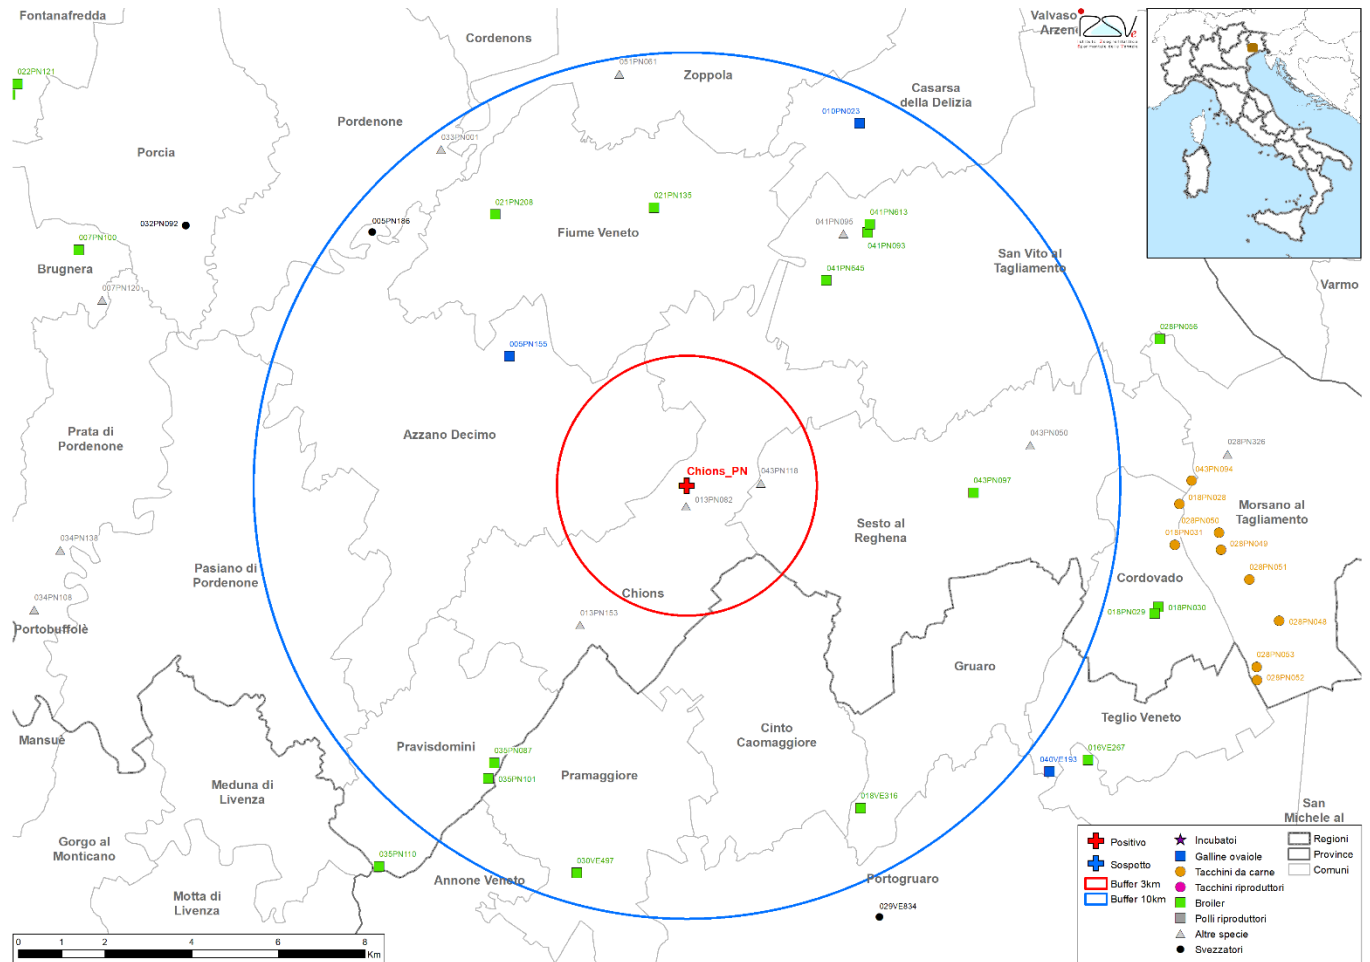 Fontanafredda
Cordenons
Valvaso
Arzen
022PN121
051PN061
Zoppola
Casarsa
della Delizia
010PN023
Pordenone
033PN001
Porcia
032PN092
005PN186
021PN208
021PN135
Fiume Veneto
041PN613
041PN095
041PN093
San Vito al
Tagliamento
007PN100
Brugnera
007PN120
041PN645
Varmo
028PN056
005PN155
Prata di
Pordenone
Azzano Decimo
043PN050
028PN326
Chions_PN
043PN118
043PN094
013PN082
043PN097
018PN028
Morsano al
Tagliamento
Sesto al
Reghena
028PN050
018PN031
028PN049
034PN138
Pasiano di
Pordenone
028PN051
Cordovado
Chions
034PN108
Portobuffolè
013PN153
018PN029
018PN030
028PN048
Gruaro
028PN053
028PN052
Teglio Veneto
Mansuè
Pravisdomini
Cinto
Caomaggiore
035PN087
035PN101
Pramaggiore
040VE193
016VE267
Meduna di
Livenza
018VE316
San
Michele al
Gorgo al
Monticano
035PN110
Annone Veneto
030VE497
Portogruaro
Motta di
Livenza
029VE834
0 1 2 4 6 8
Km
Positivo
Sospetto
Buffer 3km
Buffer 10km
Incubatoi
Galline ovaiole
Tacchini da carne
Tacchini riproduttori
Broiler
Polli riproduttori
Altre specie
Svezzatori
Regioni
Province
Comuni